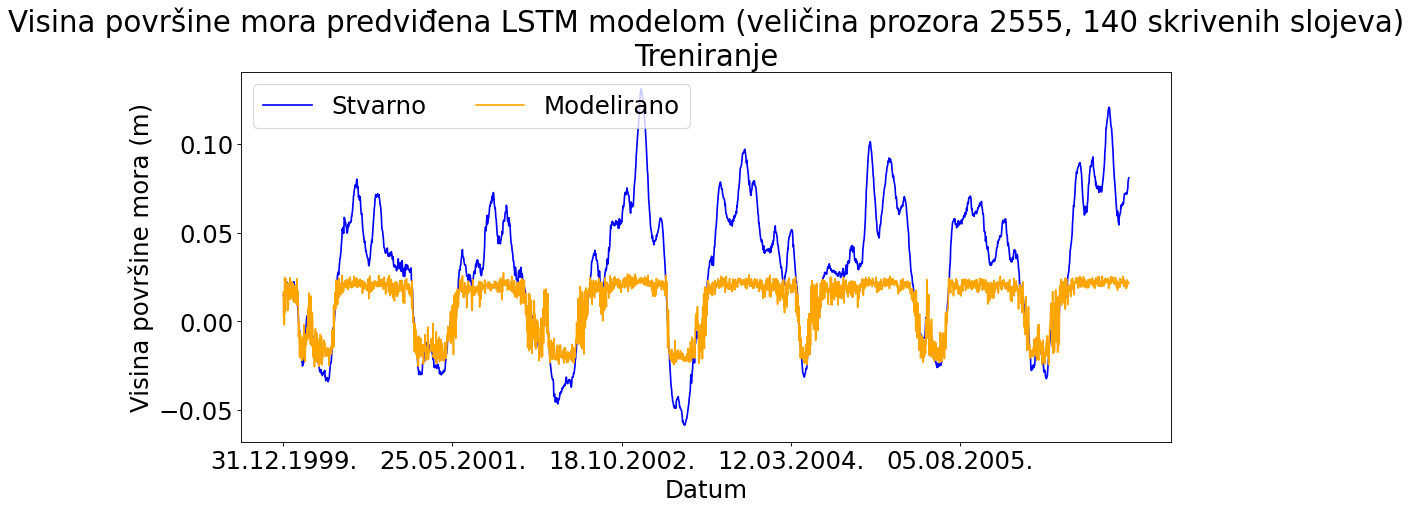 Visina površine mora predviđena LSTM modelom (veličina prozora 2555, 140 skrivenih slojeva)
Treniranje
Stvarno Modelirano
Visina površine mora (m)
0.10
0.05
0.00
−0.05
31.12.1999. 25.05.2001. 18.10.2002. 12.03.2004. 05.08.2005.
Datum